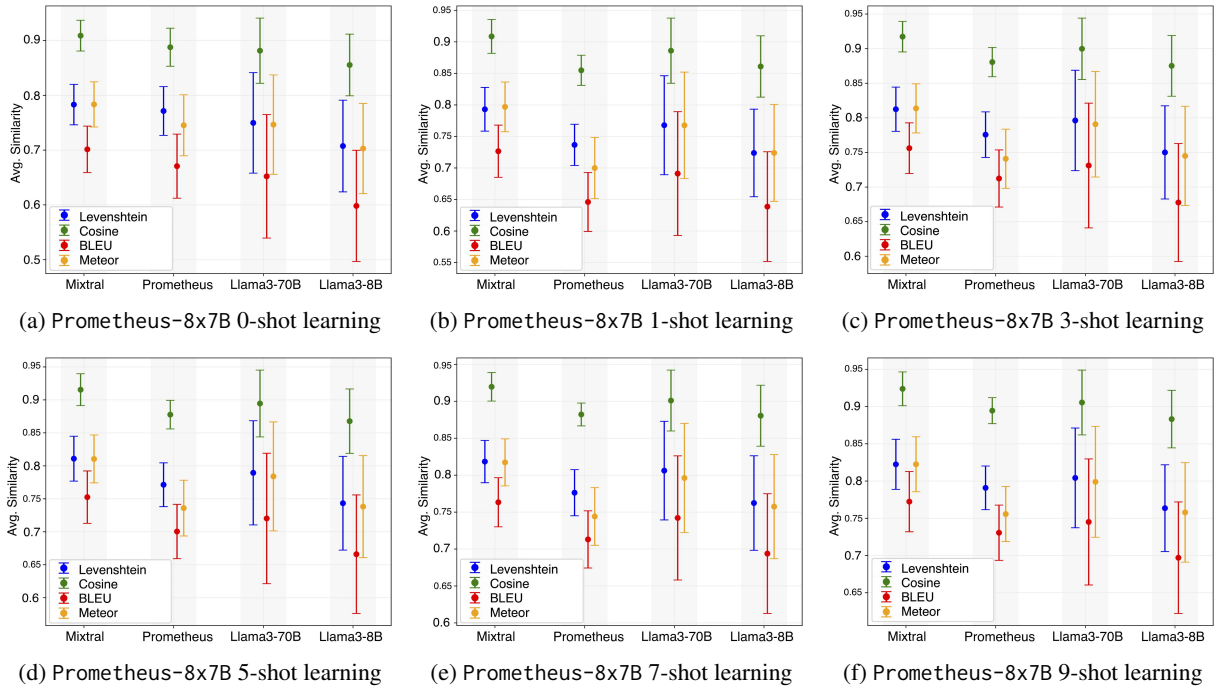 0.9
0.8
0.7
0.6
0.5
Avg. Similarity
Levenshtein
Cosine
BLEU
Meteor
Mixtral Prometheus Llama3-70B Llama3-8B
(a) Prometheus-8x7B 0-shot learning
0.95
0.9
0.85
0.8
0.75
0.7
0.65
0.6
0.55
Avg. Similarity
Levenshtein
Cosine
BLEU
Meteor
Mixtral Prometheus Llama3-70B Llama3-8B
(b) Prometheus-8x7B 1-shot learning
0.95
0.9
0.85
0.8
0.75
0.7
0.65
0.6
Avg. Similarity
Levenshtein
Cosine
BLEU
Meteor
Mixtral Prometheus Llama3-70B Llama3-8B
(c) Prometheus-8x7B 3-shot learning
0.95
0.9
0.85
0.8
0.75
0.7
0.65
0.6
Avg. Similarity
Levenshtein
Cosine
BLEU
Meteor
Mixtral Prometheus Llama3-70B Llama3-8B
(d) Prometheus-8x7B 5-shot learning
0.95
0.9
0.85
0.8
0.75
0.7
0.65
0.6
Avg. Similarity
Levenshtein
Cosine
BLEU
Meteor
Mixtral Prometheus Llama3-70B Llama3-8B
(e) Prometheus-8x7B 7-shot learning
0.95
0.9
0.85
0.8
0.75
0.7
0.65
Avg. Similarity
Levenshtein
Cosine
BLEU
Meteor
Mixtral Prometheus Llama3-70B Llama3-8B
(f) Prometheus-8x7B 9-shot learning